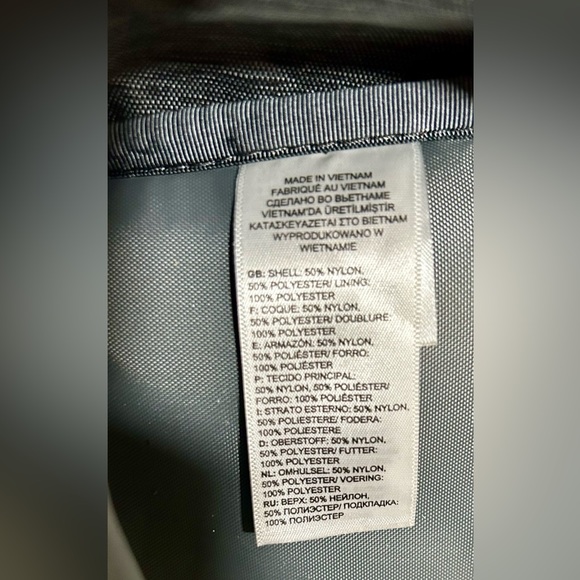 MADE IN VIETNAM
FABRIQUÉ AU VIETNAM
СДЕЛАНО ВО ВЬЕТНАМЕ
VIETNAM'DA ÜRETİLMİŞTİR
ΚΑΤΑΣΚΕΥΑΖΕΤΑΙ ΣΤΟ ΒΙΕΤΝΑΜ
WYPRODUKOWANO W
WIETNAMIE
GB: SHELL: 50% NYLON,
50% POLYESTER/ LINING:
100% POLYESTER
F: COQUE: 50% NYLON,
50% POLYESTER/ DOUBLURE:
100% POLYESTER
E: ARMAZÓN: 50% NYLON,
50% POLIÉSTER/ FORRO:
100% POLIÉSTER
P: TECIDO PRINCIPAL:
50% NYLON, 50% POLIÉSTER/
FORRO: 100% POLIÉSTER
I: STRATO ESTERNO: 50% NYLON,
50% POLIESTERE/ FODERA:
100% POLIESTERE
D: OBERSTOFF: 50% NYLON,
50% POLYESTER/ FUTTER:
100% POLYESTER
NL: OMHULSEL: 50% NYLON,
50% POLYESTER/ VOERING:
100% POLYESTER
RU: ВЕРХ: 50% НЕЙЛОН,
50% ПОЛИЭСТЕР/ ПОДКЛАДКА:
100% ПОЛИЭСТЕР